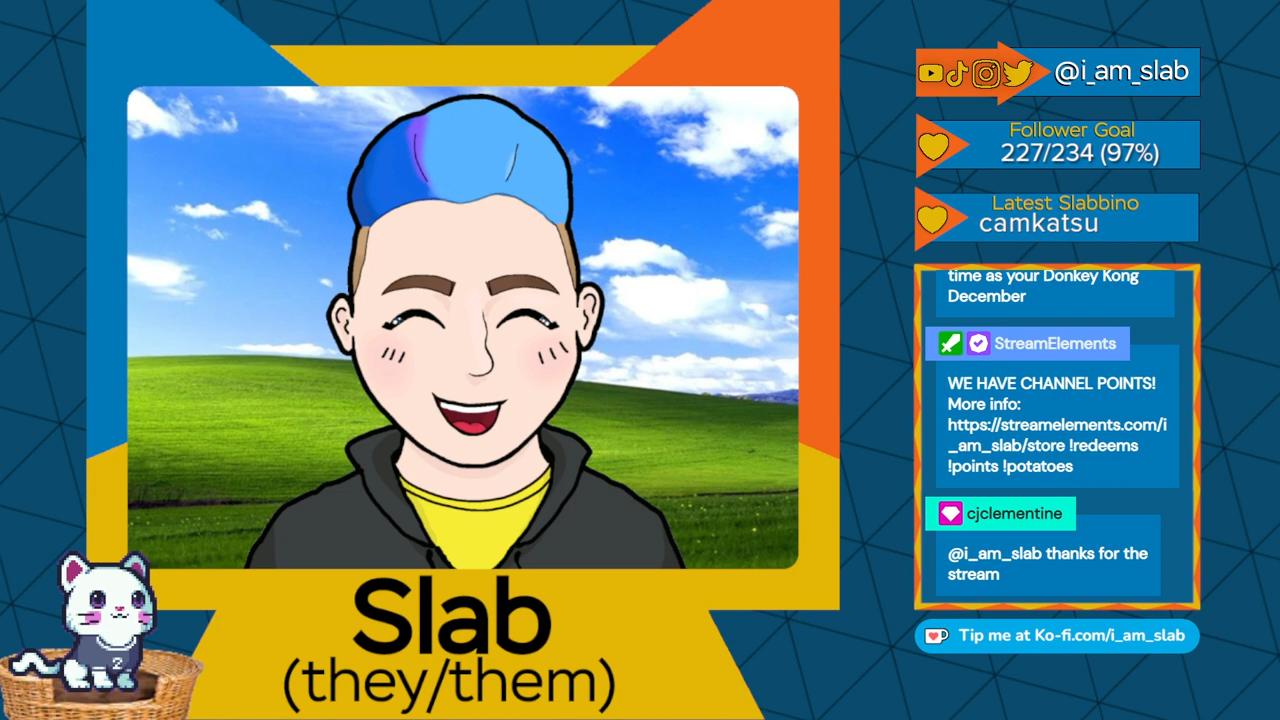 @i_am_slab
Follower Goal
227/234 (97%)
Latest Slabbino
camkatsu
time as your Donkey Kong
December
StreamElements
WE HAVE CHANNEL POINTS!
More info:
https://streamelements.com/i
_am_slab/store !redeems
!points !potatoes
cjclementine
@i_am_slab thanks for the
stream
Tip me at Ko-fi.com/i_am_slab
Slab
(they/them)
2